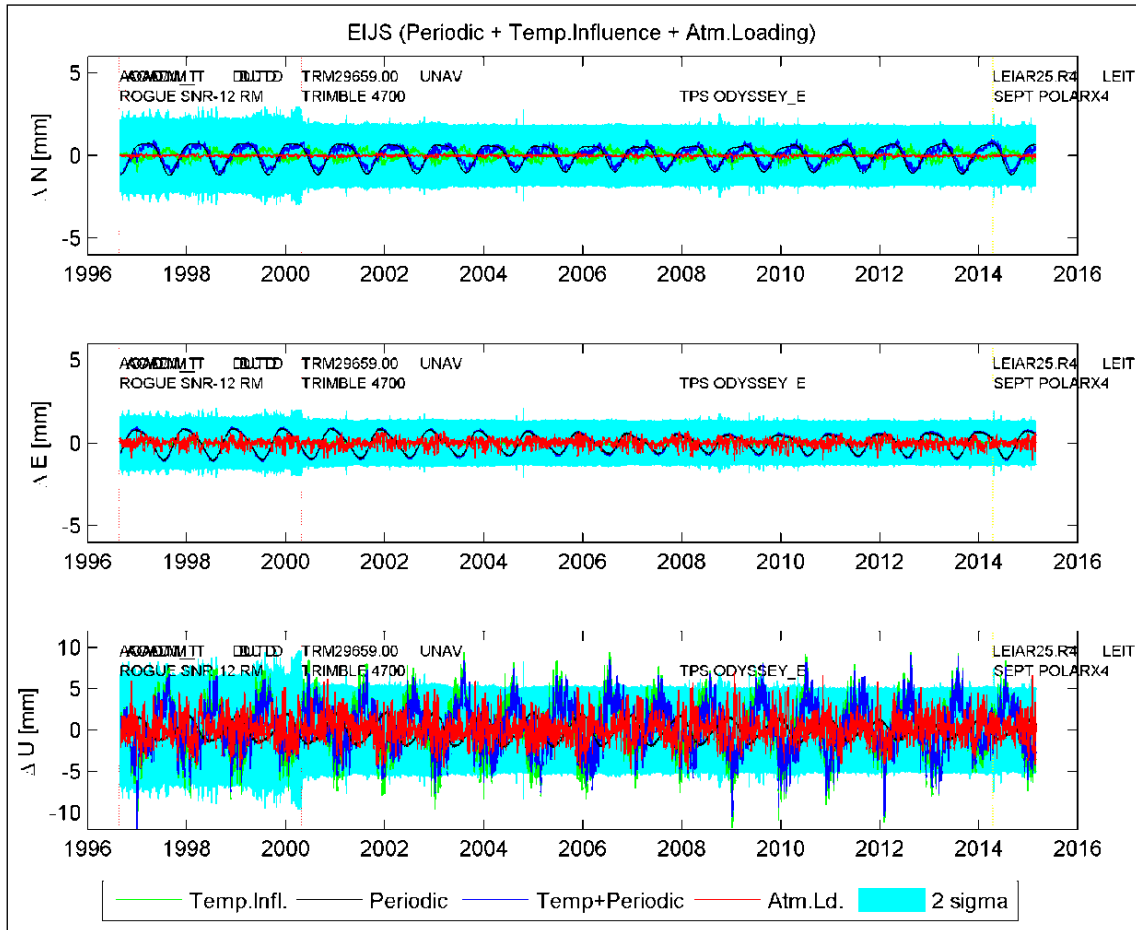 EIJS (Periodic + Temp.Influence + Atm.Loading)
TRM29659.00 UNAV LEIAR25.R4 LEIT
ROGUE SNR-12 RM TRIMBLE 4700 TPS ODYSSEY_E SEPT POLARX4
5
0
-5
Δ N [mm]
1996 1998 2000 2002 2004 2006 2008 2010 2012 2014 2016
TRM29659.00 UNAV LEIAR25.R4 LEIT
ROGUE SNR-12 RM TRIMBLE 4700 TPS ODYSSEY_E SEPT POLARX4
5
0
-5
Δ E [mm]
1996 1998 2000 2002 2004 2006 2008 2010 2012 2014 2016
TRM29659.00 UNAV LEIAR25.R4 LEIT
ROGUE SNR-12 RM TRIMBLE 4700 TPS ODYSSEY_E SEPT POLARX4
10
5
0
-5
-10
Δ U [mm]
1996 1998 2000 2002 2004 2006 2008 2010 2012 2014 2016
Temp.Infl. Periodic Temp+Periodic Atm.Ld. 2 sigma